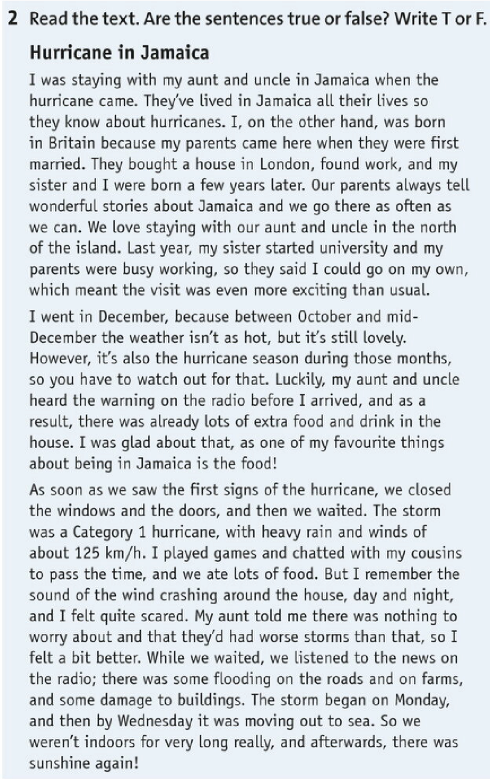 2 Read the text. Are the sentences true or false? Write T or F.
Hurricane in Jamaica
I was staying with my aunt and uncle in Jamaica when the
hurricane came. They've lived in Jamaica all their lives so
they know about hurricanes. I, on the other hand, was born
in Britain because my parents came here when they were first
married. They bought a house in London, found work, and my
sister and I were born a few years later. Our parents always tell
wonderful stories about Jamaica and we go there as often as
we can. We love staying with our aunt and uncle in the north
of the island. Last year, my sister started university and my
parents were busy working, so they said I could go on my own,
which meant the visit was even more exciting than usual.
I went in December, because between October and mid-
December the weather isn't as hot, but it's still lovely.
However, it's also the hurricane season during those months,
so you have to watch out for that. Luckily, my aunt and uncle
heard the warning on the radio before I arrived, and as a
result, there was already lots of extra food and drink in the
house. I was glad about that, as one of my favourite things
about being in Jamaica is the food!
As soon as we saw the first signs of the hurricane, we closed
the windows and the doors, and then we waited. The storm
was a Category 1 hurricane, with heavy rain and winds of
about 125 km/h. I played games and chatted with my cousins
to pass the time, and we ate lots of food. But I remember the
sound of the wind crashing around the house, day and night,
and I felt quite scared. My aunt told me there was nothing to
worry about and that they'd had worse storms than that, so I
felt a bit better. While we waited, we listened to the news on
the radio; there was some flooding on the roads and on farms,
and some damage to buildings. The storm began on Monday,
and then by Wednesday it was moving out to sea. So we
weren't indoors for very long really, and afterwards, there was
sunshine again!